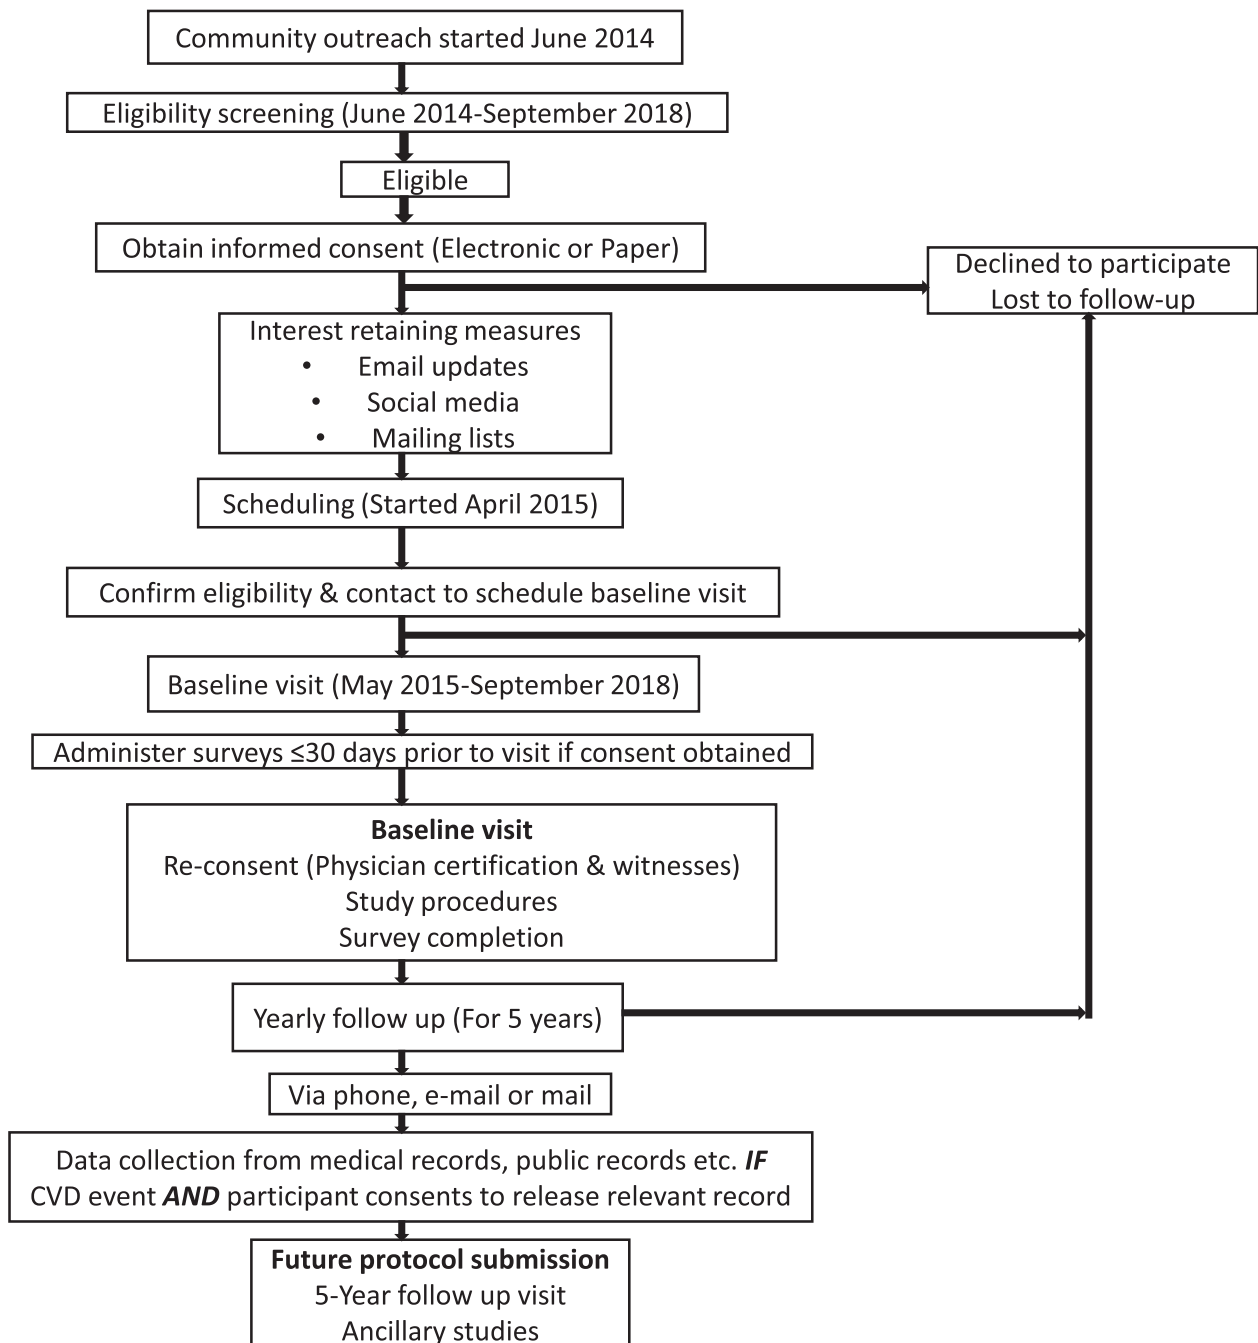 Community outreach started June 2014
Eligibility screening (June 2014-September 2018)
Eligible
Obtain informed consent (Electronic or Paper)
Declined to participate
Lost to follow-up
Interest retaining measures
• Email updates
• Social media
• Mailing lists
Scheduling (Started April 2015)
Confirm eligibility & contact to schedule baseline visit
Baseline visit (May 2015-September 2018)
Administer surveys ≤30 days prior to visit if consent obtained
Baseline visit
Re-consent (Physician certification & witnesses)
Study procedures
Survey completion
Yearly follow up (For 5 years)
Via phone, e-mail or mail
Data collection from medical records, public records etc. IF
CVD event AND participant consents to release relevant record
Future protocol submission
5-Year follow up visit
Ancillary studies